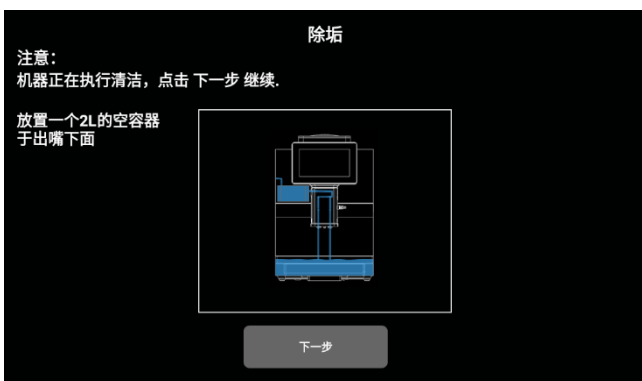 除垢
注意：
机器正在执行清洁，点击 下一步 继续.
放置一个2L的空容器
于出嘴下面
下一步